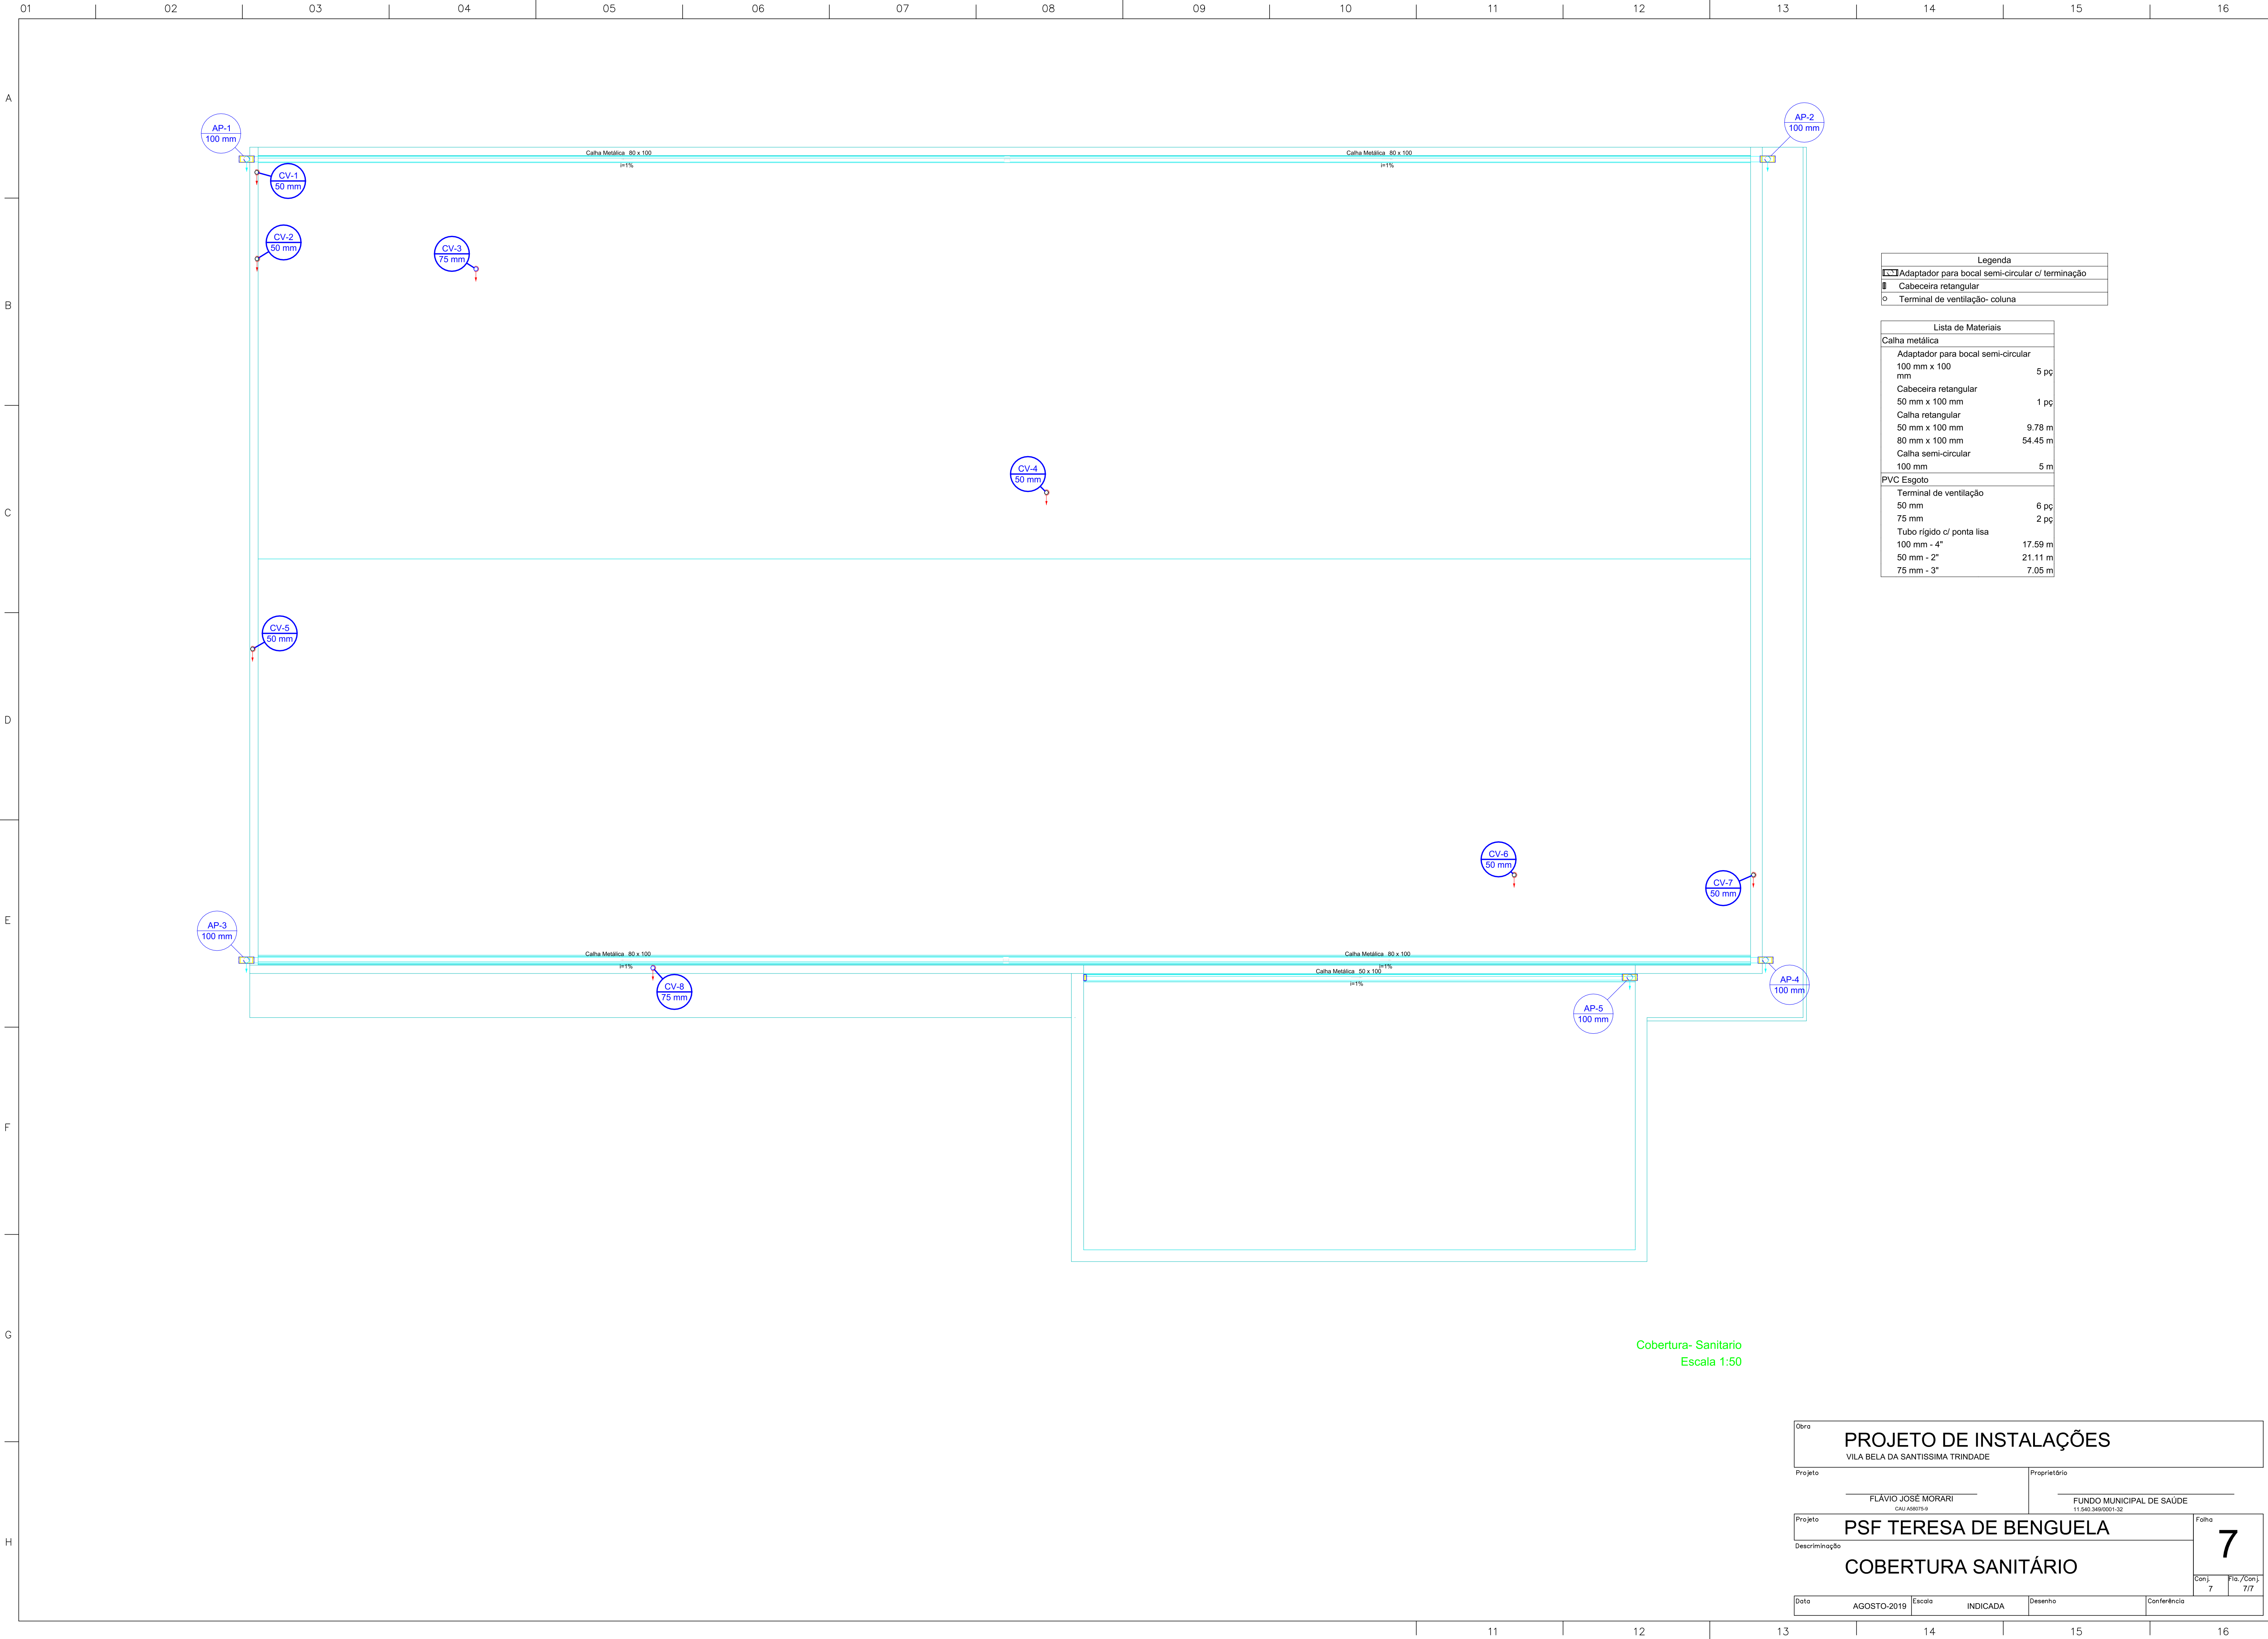 01 02 03 04 05 06 07 08 09 10 11 12 13 14 15 16
A
B
C
D
E
F
G
H
AP-1
100 mm
AP-2
100 mm
Calha Metálica 80 x 100
i=1%
Calha Metálica 80 x 100
i=1%
CV-1
50 mm
CV-2
50 mm
CV-3
75 mm
CV-4
50 mm
CV-5
50 mm
CV-6
50 mm
CV-7
50 mm
AP-3
100 mm
Calha Metálica 80 x 100
i=1%
Calha Metálica 80 x 100
i=1%
Calha Metálica 50 x 100
i=1%
CV-8
75 mm
AP-4
100 mm
AP-5
100 mm
Legenda
Adaptador para bocal semi-circular c/ terminação
Cabeceira retangular
Terminal de ventilação- coluna
Lista de Materiais
Calha metálica
Adaptador para bocal semi-circular
100 mm x 100
mm 5 pç
Cabeceira retangular
50 mm x 100 mm 1 pç
Calha retangular
50 mm x 100 mm 9.78 m
80 mm x 100 mm 54.45 m
Calha semi-circular
100 mm 5 m
PVC Esgoto
Terminal de ventilação
50 mm 6 pç
75 mm 2 pç
Tubo rígido c/ ponta lisa
100 mm - 4" 17.59 m
50 mm - 2" 21.11 m
75 mm - 3" 7.05 m
Cobertura- Sanitario
Escala 1:50
Obra
PROJETO DE INSTALAÇÕES
VILA BELA DA SANTISSIMA TRINDADE
Projeto
FLÁVIO JOSÉ MORARI
CAU A58075-9
Proprietário
FUNDO MUNICIPAL DE SAÚDE
11.540.349/0001-32
Projeto
PSF TERESA DE BENGUELA
Folha
7
Descriminação
COBERTURA SANITÁRIO
Conj.
7
Fla./Conj.
7/7
Data
AGOSTO-2019
Escala
INDICADA
Desenho
Conferência
11 12 13 14 15 16